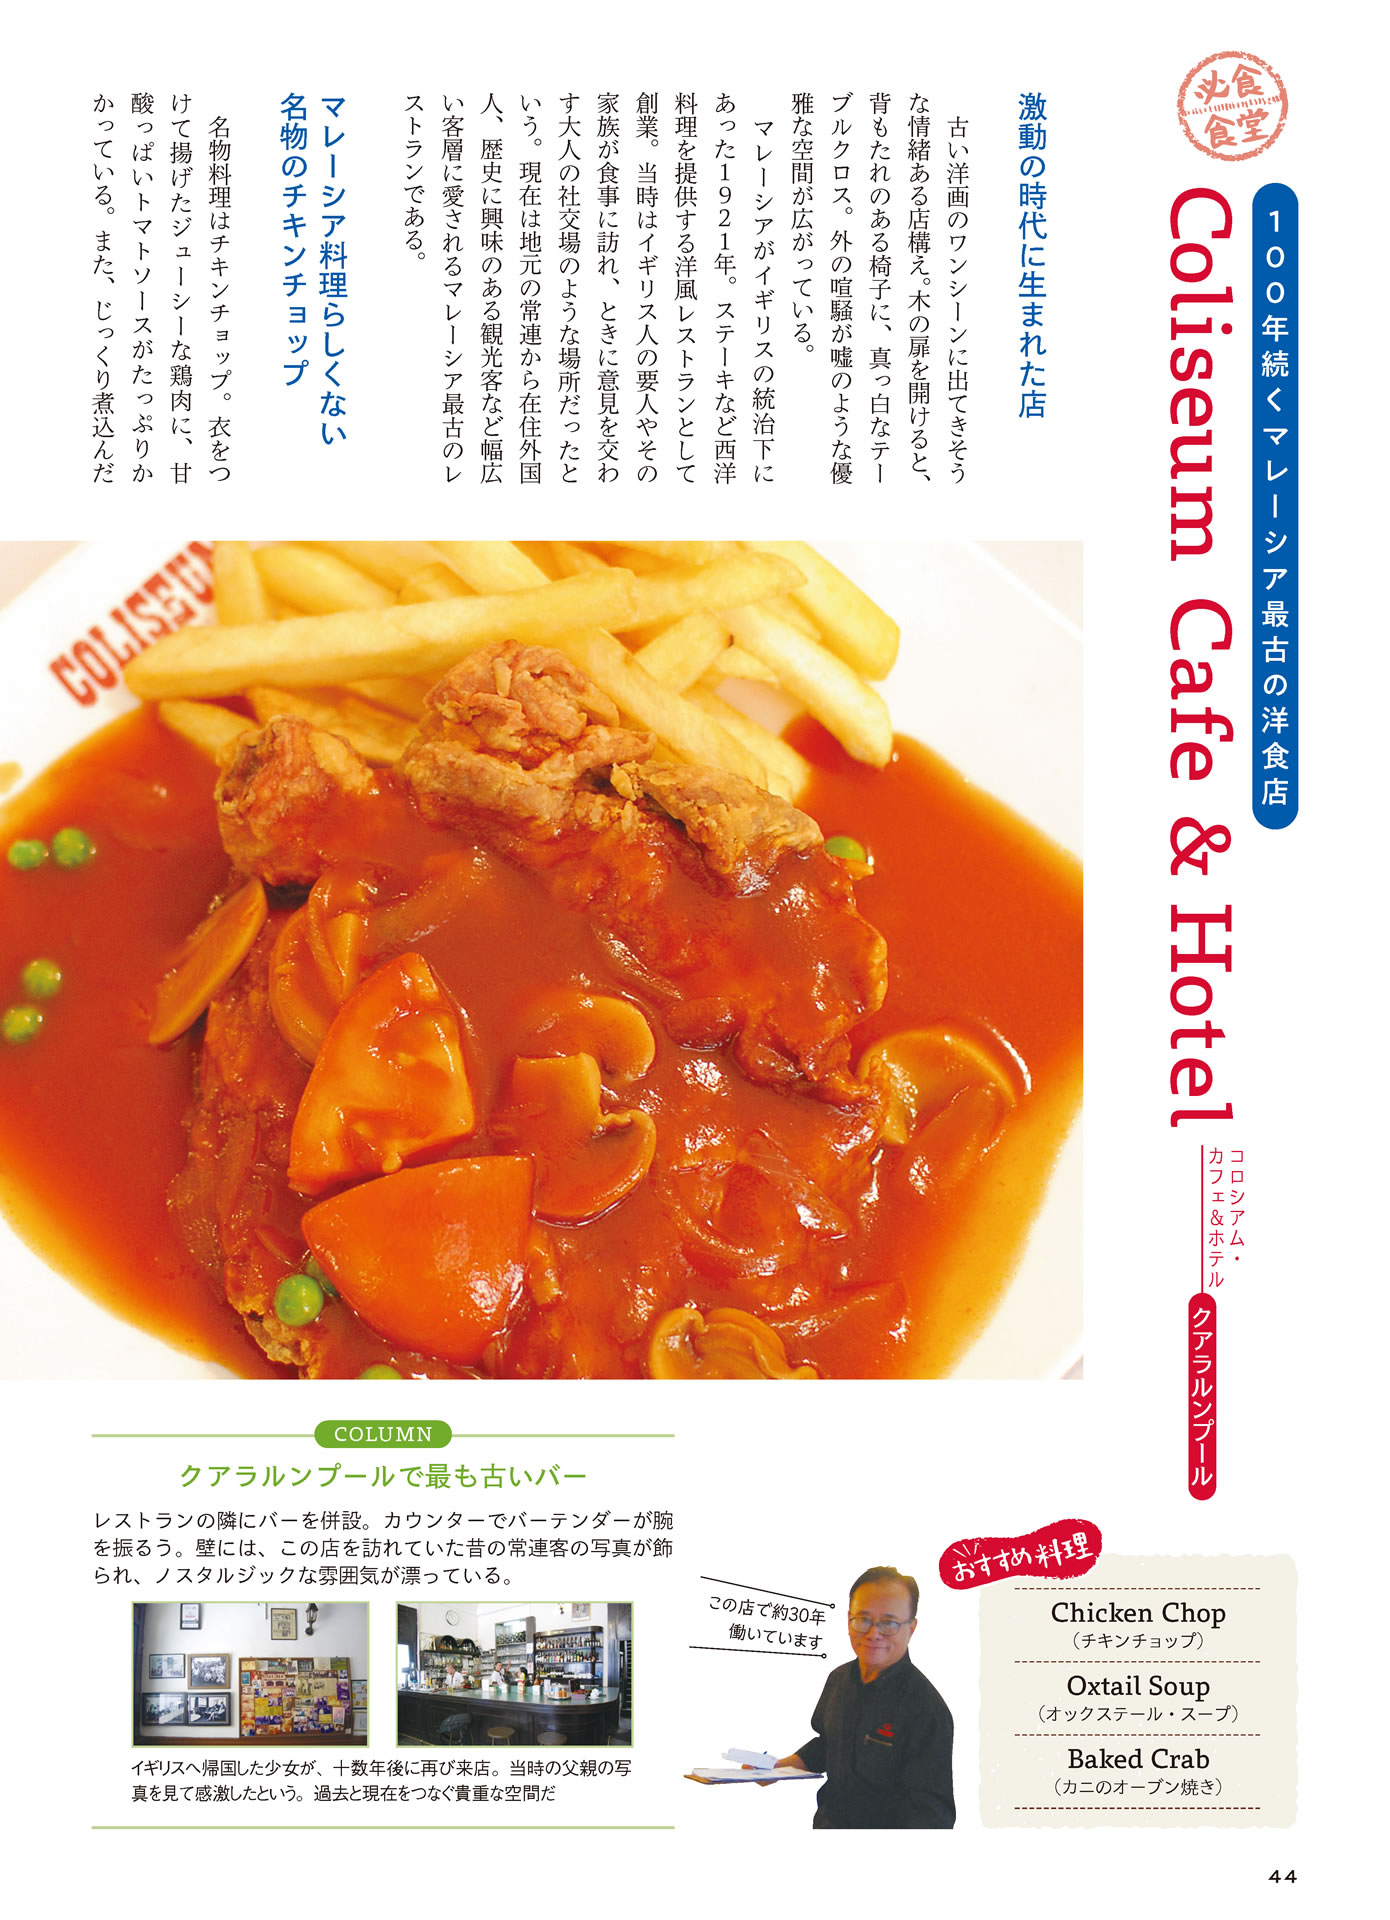 必食
食堂
100年続くマレーシア最古の洋食店
Coliseum Cafe & Hotel
コロシアム・
カフェ&ホテル
クアラルンプール
激動の時代に生まれた店
古い洋画のワンシーンに出てきそう
な情緒ある店構え。木の扉を開けると、
背もたれのある椅子に、真っ白なテー
ブルクロス。外の喧騒が嘘のような優
雅な空間が広がっている。
マレーシアがイギリスの統治下に
あった1921年。ステーキなど西洋
料理を提供する洋風レストランとして
創業。当時はイギリス人の要人やその
家族が食事に訪れ、ときに意見を交わ
す大人の社交場のような場所だったと
いう。現在は地元の常連から在住外国
人、歴史に興味のある観光客など幅広
い客層に愛されるマレーシア最古のレ
ストランである。
マレーシア料理らしくない
名物のチキンチョップ
名物料理はチキンチョップ。衣をつ
けて揚げたジューシーな鶏肉に、甘
酸っぱいトマトソースがたっぷりか
かっている。また、じっくり煮込んだ
COLISEUM
COLUMN
クアラルンプールで最も古いバー
レストランの隣にバーを併設。カウンターでバーテンダーが腕
を振るう。壁には、この店を訪れていた昔の常連客の写真が飾
られ、ノスタルジックな雰囲気が漂っている。
イギリスへ帰国した少女が、十数年後に再び来店。当時の父親の写
真を見て感激したという。過去と現在をつなぐ貴重な空間だ
この店で約30年
働いています
おすすめ料理
Chicken Chop
（チキンチョップ）
Oxtail Soup
（オックステール・スープ）
Baked Crab
（カニのオーブン焼き）
44